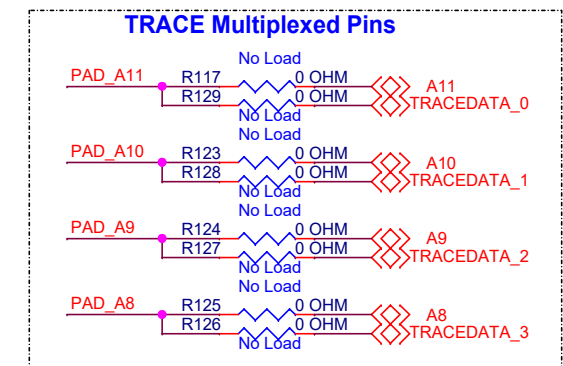 TRACE Multiplexed Pins
No Load
PAD_A11 R117 0 OHM A11
R129 0 OHM TRACEDATA_0
No Load
No Load
PAD_A10 R123 0 OHM A10
R128 0 OHM TRACEDATA_1
No Load
No Load
PAD_A9 R124 0 OHM A9
R127 0 OHM TRACEDATA_2
No Load
No Load
PAD_A8 R125 0 OHM A8
R126 0 OHM TRACEDATA_3
No Load